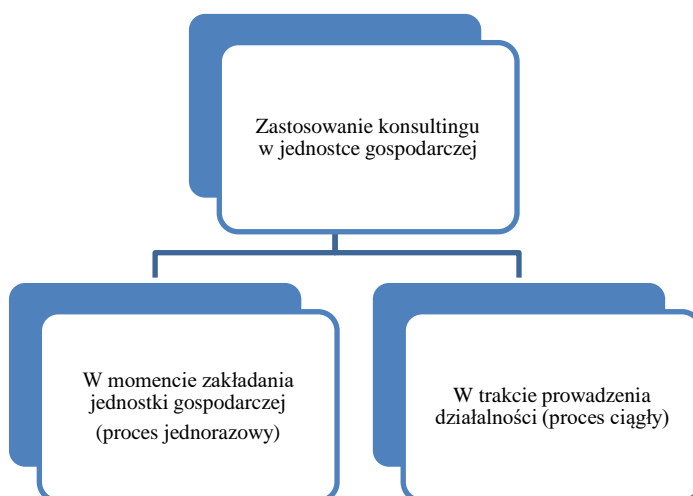 Zastosowanie konsultingu
w jednostce gospodarczej
W momencie zakładania
jednostki gospodarczej
(proces jednorazowy)
W trakcie prowadzenia
działalności (proces ciągły)